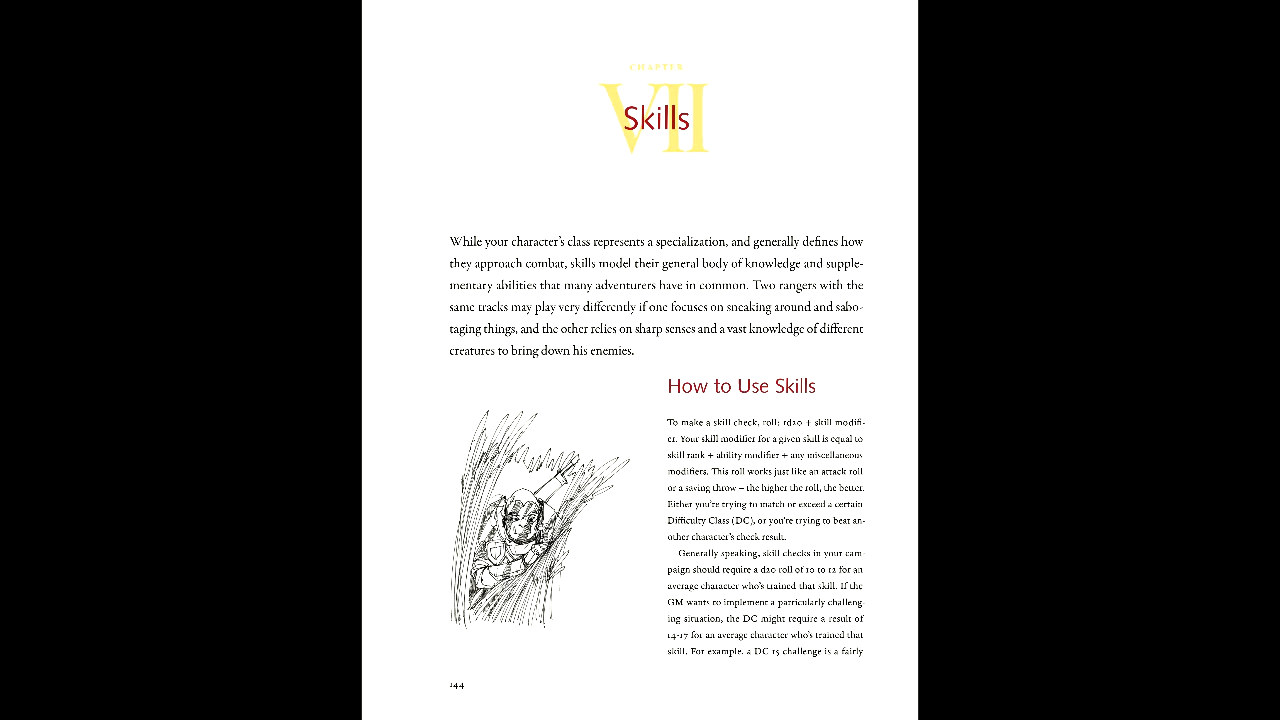 CHAPTER
VII
Skills
While your character's class represents a specialization, and generally defines how
they approach combat, skills model their general body of knowledge and supple-
mentary abilities that many adventurers have in common. Two rangers with the
same tracks may play very differently if one focuses on sneaking around and sabo-
taging things, and the other relies on sharp senses and a vast knowledge of different
creatures to bring down his enemies.
How to Use Skills
To make a skill check, roll: 1d20 + skill modifi-
er. Your skill modifier for a given skill is equal to
skill rank + ability modifier + any miscellaneous
modifiers. This roll works just like an attack roll
or a saving throw – the higher the roll, the better.
Either you're trying to match or exceed a certain
Difficulty Class (DC), or you're trying to beat an-
other character's check result.
Generally speaking, skill checks in your cam-
paign should require a d20 roll of 10 to 12 for an
average character who's trained that skill. If the
GM wants to implement a particularly challeng-
ing situation, the DC might require a result of
14-17 for an average character who's trained that
skill. For example, a DC 15 challenge is a fairly
144